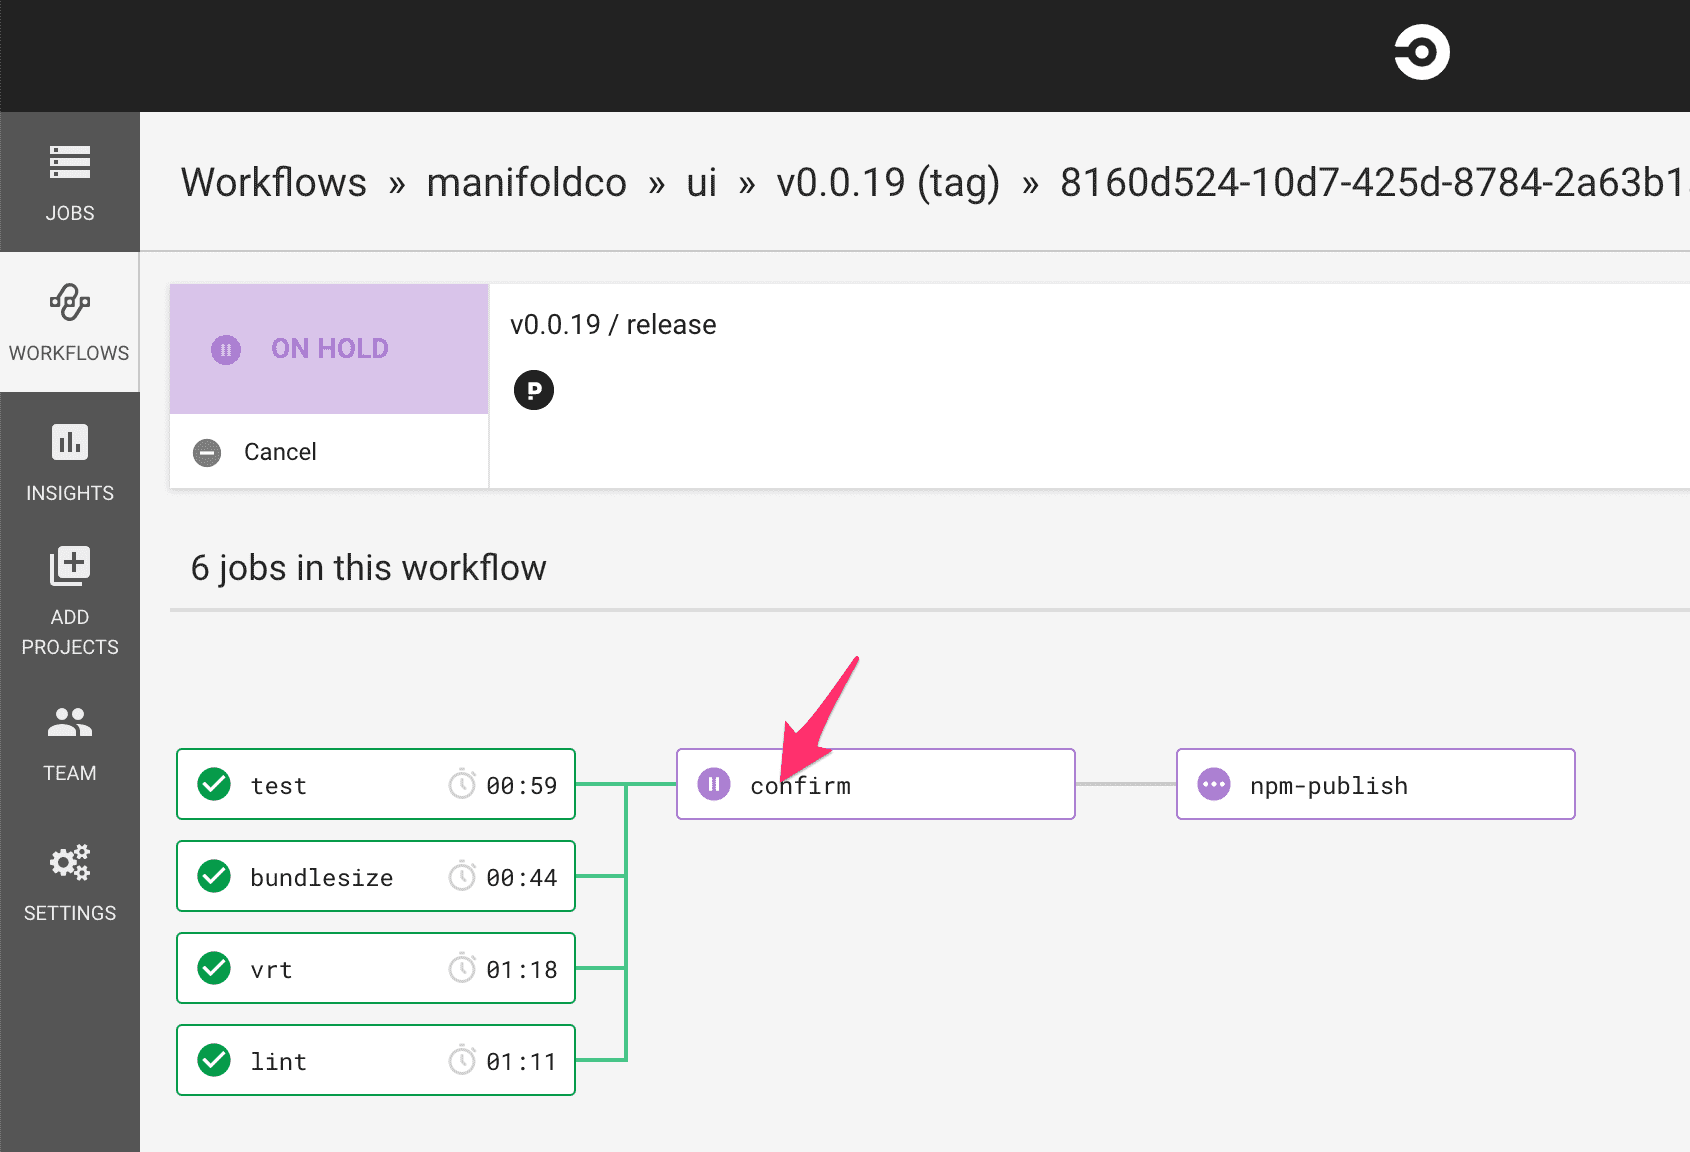 Workflows » manifoldco » ui » v0.0.19 (tag) » 8160d524-10d7-425d-8784-2a63b1
JOBS
WORKFLOWS
INSIGHTS
ADD
PROJECTS
TEAM
SETTINGS
ON HOLD
Cancel
v0.0.19 / release
P
6 jobs in this workflow
test 00:59
bundlesize 00:44
vrt 01:18
lint 01:11
confirm
npm-publish